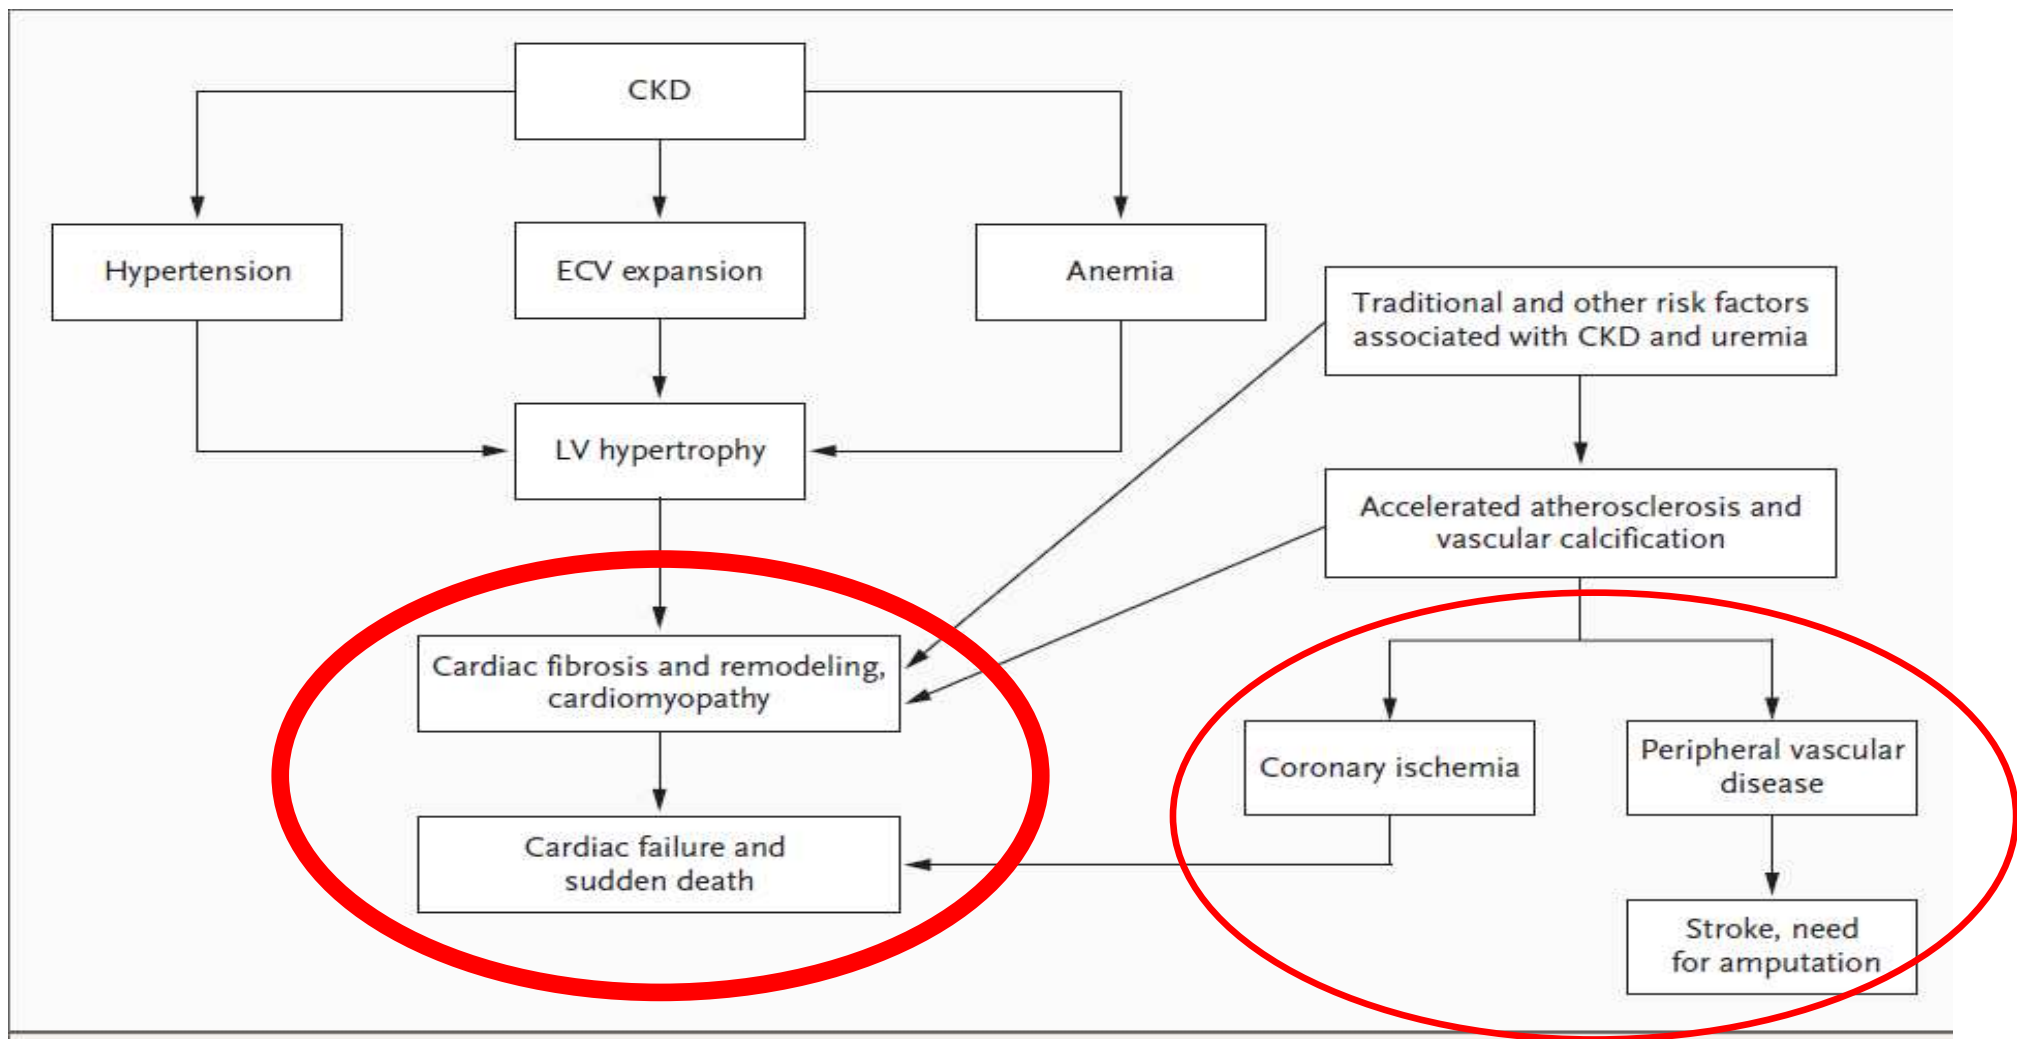 CKD
Hypertension
ECV expansion
Anemia
Traditional and other risk factors
associated with CKD and uremia
LV hypertrophy
Accelerated atherosclerosis and
vascular calcification
Cardiac fibrosis and remodeling,
cardiomyopathy
Coronary ischemia
Peripheral vascular
disease
Cardiac failure and
sudden death
Stroke, need
for amputation